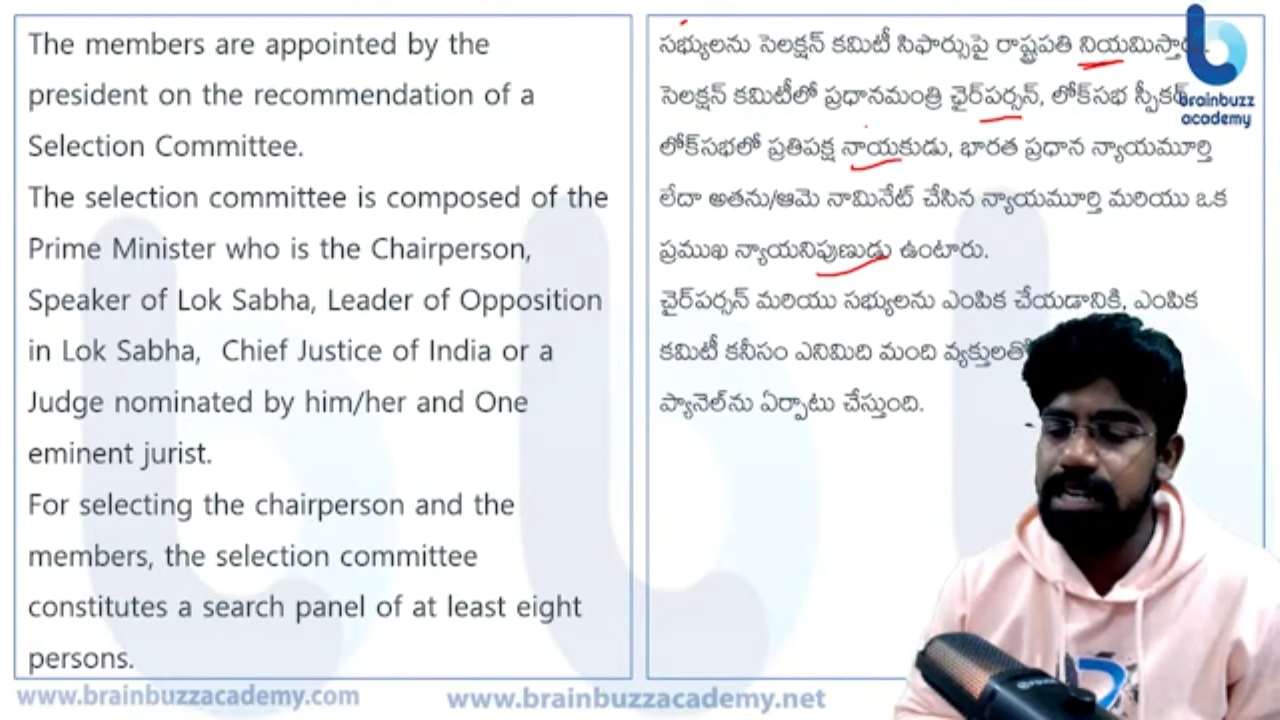 The members are appointed by the
president on the recommendation of a
Selection Committee.
The selection committee is composed of the
Prime Minister who is the Chairperson,
Speaker of Lok Sabha, Leader of Opposition
in Lok Sabha,  Chief Justice of India or a
Judge nominated by him/her and One
eminent jurist.
For selecting the chairperson and the
members, the selection committee
constitutes a search panel of at least eight
persons.
సభ్యులను సెలక్షన్ కమిటీ సిఫార్సుపై రాష్ట్రపతి
సెలక్షన్ కమిటీలో ప్రధానమంత్రి ఛైర్‌పర్సన్, లోక్‌సభ
లోక్‌సభలో ప్రతిపక్ష నాయకుడు, భారత ప్రధాన న్యాయమూర్తి
లేదా అతను/ఆమె నామినేట్ చేసిన న్యాయమూర్తి మరియు ఒక
ప్రముఖ న్యాయనిపుణుడు ఉంటారు.
ఛైర్‌పర్సన్ మరియు సభ్యులను ఎంపిక చేయడానికి, ఎంపిక
కమిటీ కనీసం ఎనిమిది మంది
ప్యానెల్‌ను ఏర్పాటు చేస్తుంది.
brainbuzz
academy
www.brainbuzzacademy.com
www.brainbuzzacademy.net